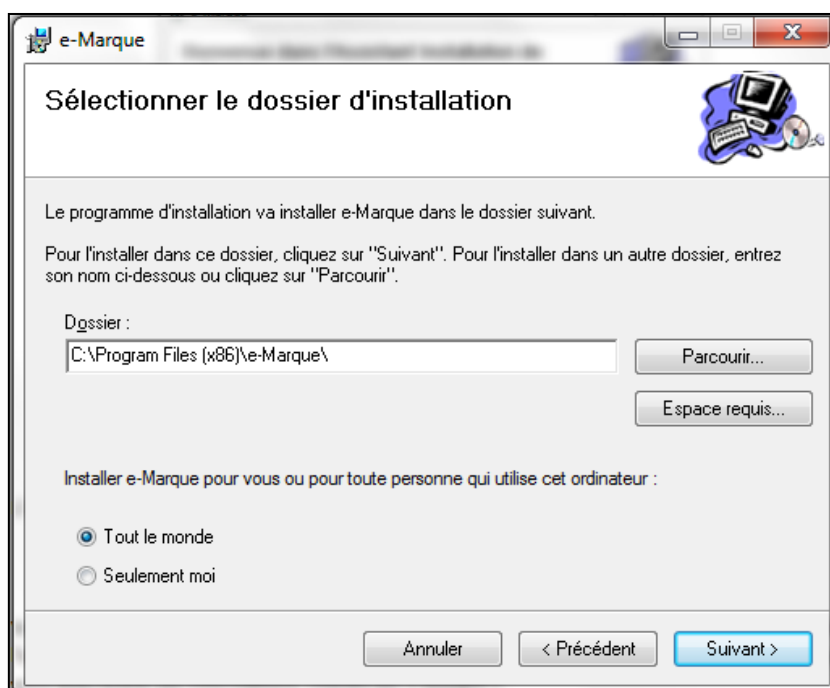 e-Marque
Sélectionner le dossier d'installation
Le programme d'installation va installer e-Marque dans le dossier suivant.
Pour l'installer dans ce dossier, cliquez sur "Suivant". Pour l'installer dans un autre dossier, entrez
son nom ci-dessous ou cliquez sur "Parcourir".
Dossier :
C:\Program Files (x86)\e-Marque\
Parcourir...
Espace requis...
Installer e-Marque pour vous ou pour toute personne qui utilise cet ordinateur :
Tout le monde
Seulement moi
Annuler
< Précédent
Suivant >